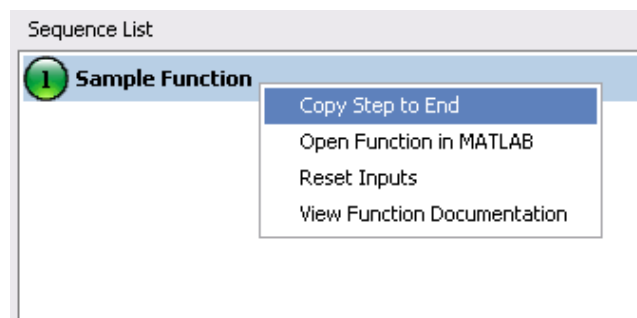 Sequence List
1 Sample Function
Copy Step to End
Open Function in MATLAB
Reset Inputs
View Function Documentation